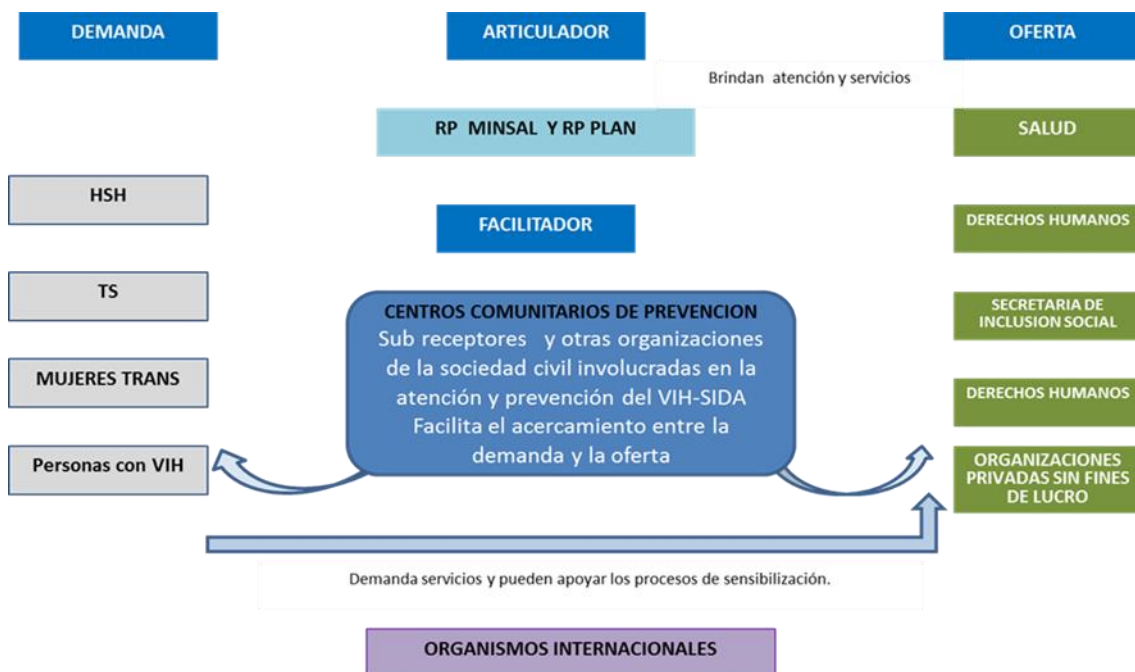 DEMANDA
ARTICULADOR
OFERTA
Brindan atención y servicios
RP MINSAL Y RP PLAN
SALUD
HSH
FACILITADOR
DERECHOS HUMANOS
TS
CENTROS COMUNITARIOS DE PREVENCION
Sub receptores y otras organizaciones
de la sociedad civil involucradas en la
atención y prevención del VIH-SIDA
Facilita el acercamiento entre la
demanda y la oferta
SECRETARIA DE
INCLUSION SOCIAL
MUJERES TRANS
DERECHOS HUMANOS
Personas con VIH
ORGANIZACIONES
PRIVADAS SIN FINES
DE LUCRO
Demanda servicios y pueden apoyar los procesos de sensibilización.
ORGANISMOS INTERNACIONALES